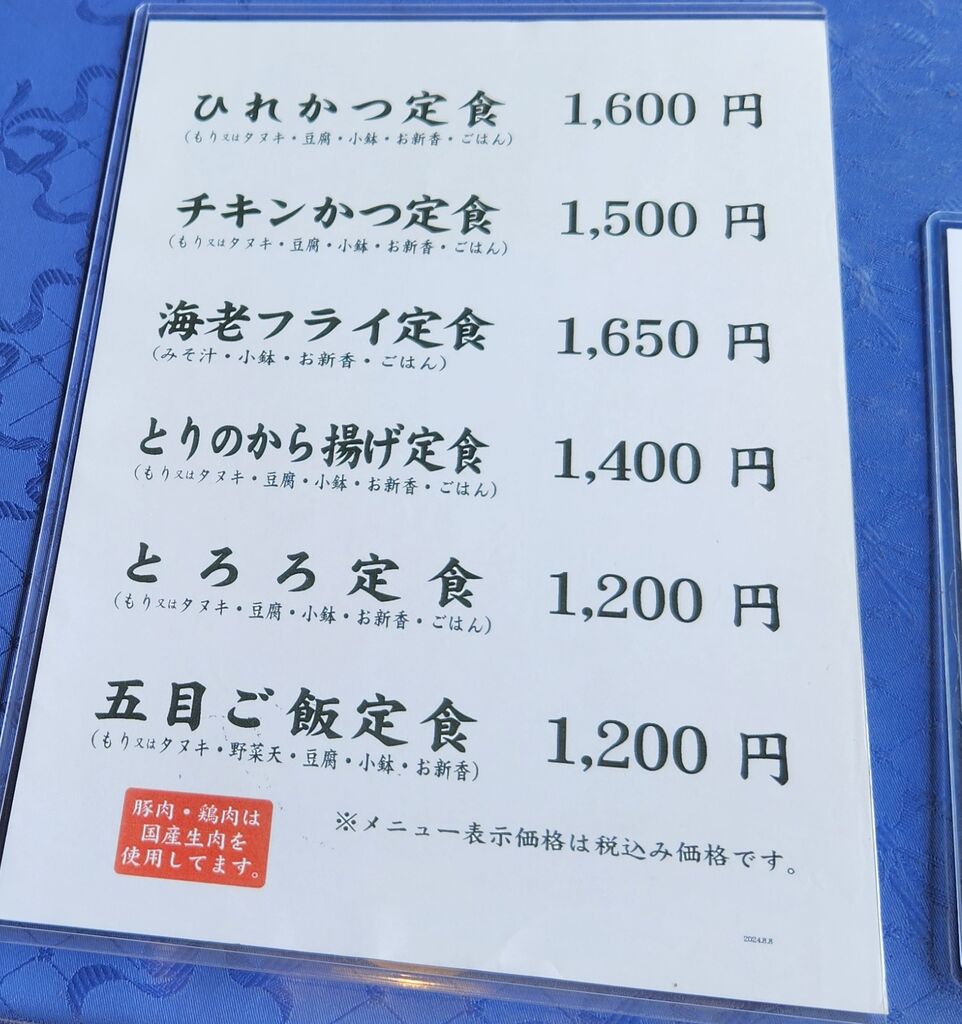 ひれかつ定食 1,600 円
(もり又はタヌキ・豆腐・小鉢・お新香・ごはん)
チキンかつ定食 1,500 円
(もり又はタヌキ・豆腐・小鉢・お新香・ごはん)
海老フライ定食 1,650 円
(みそ汁・小鉢・お新香・ごはん)
とりのから揚げ定食 1,400 円
(もり又はタヌキ・豆腐・小鉢・お新香・ごはん)
とろろ定食 1,200 円
(もり又はタヌキ・豆腐・小鉢・お新香・ごはん)
五目ご飯定食 1,200 円
(もり又はタヌキ・野菜天・豆腐・小鉢・お新香)
豚肉・鶏肉は
国産生肉を
使用してます。
※メニュー表示価格は税込み価格です。
2024.8.8